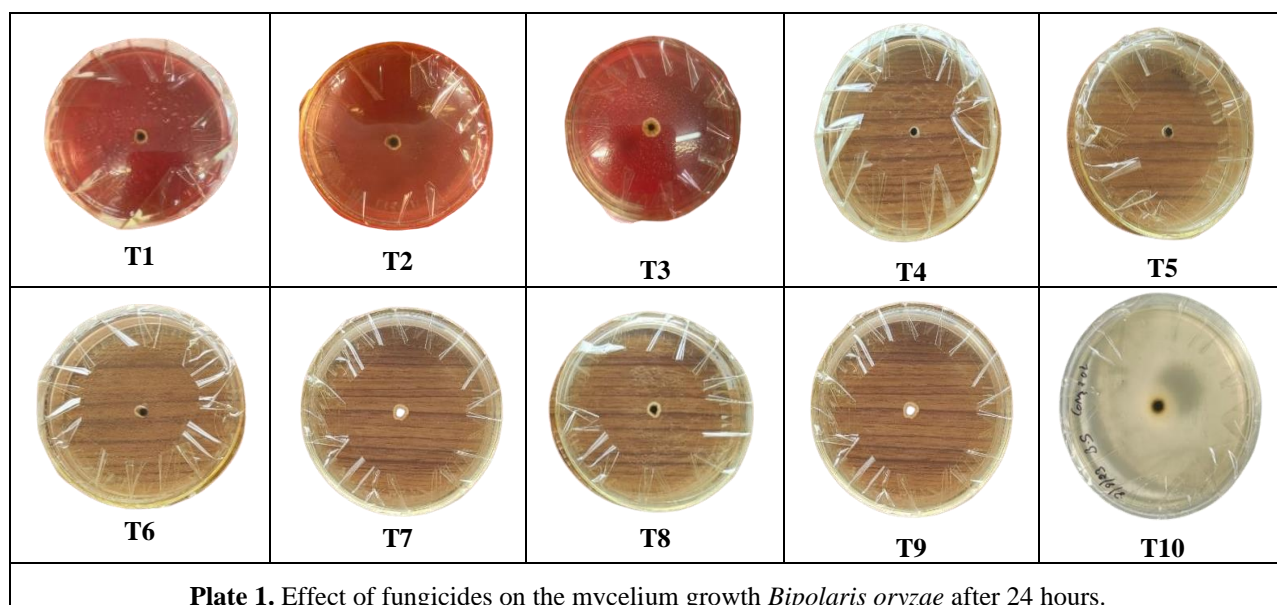 T1
T2
T3
T4
T5
T6
T7
T8
T9
T10
Plate 1. Effect of fungicides on the mycelium growth Bipolaris oryzae after 24 hours.